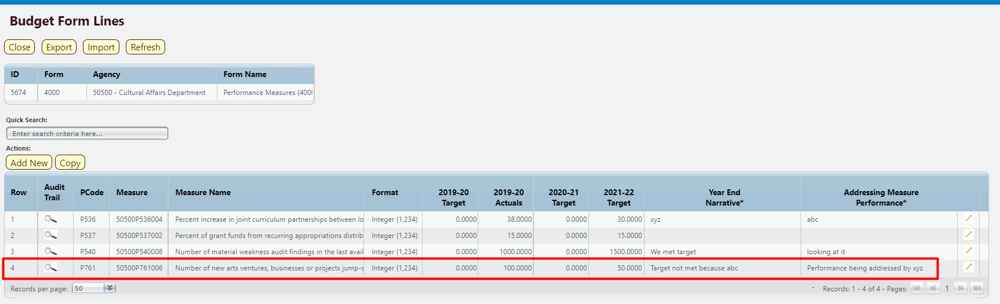 Budget Form Lines
Close Export Import Refresh
ID Form Agency Form Name
5674 4000 50500 - Cultural Affairs Department Performance Measures (400
Quick Search:
Enter search criteria here...
Actions:
Add New Copy
Row Audit Trail PCode Measure Measure Name Format 2019-20 Target 2019-20 Actuals 2020-21 Target 2021-22 Target Year End Narrative* Addressing Measure Performance*
1 P536 50500P536004 Percent increase in joint curriculum partnerships between lo Integer (1,234) 0.0000 38.0000 0.0000 30.0000 xyz abc
2 P537 50500P537002 Percent of grant funds from recurring appropriations distrib Integer (1,234) 0.0000 15.0000 0.0000 15.0000
3 P540 50500P540008 Number of material weakness audit findings in the last avail Integer (1,234) 0.0000 1000.0000 0.0000 1500.0000 We met target looking at it
4 P761 50500P761006 Number of new arts ventures, businesses or projects jump-s Integer (1,234) 0.0000 100.0000 0.0000 50.0000 Target not met because abc Performance being addressed by xyz
Records per page: 50 - Records: 1 - 4 of 4 - Pages: 1